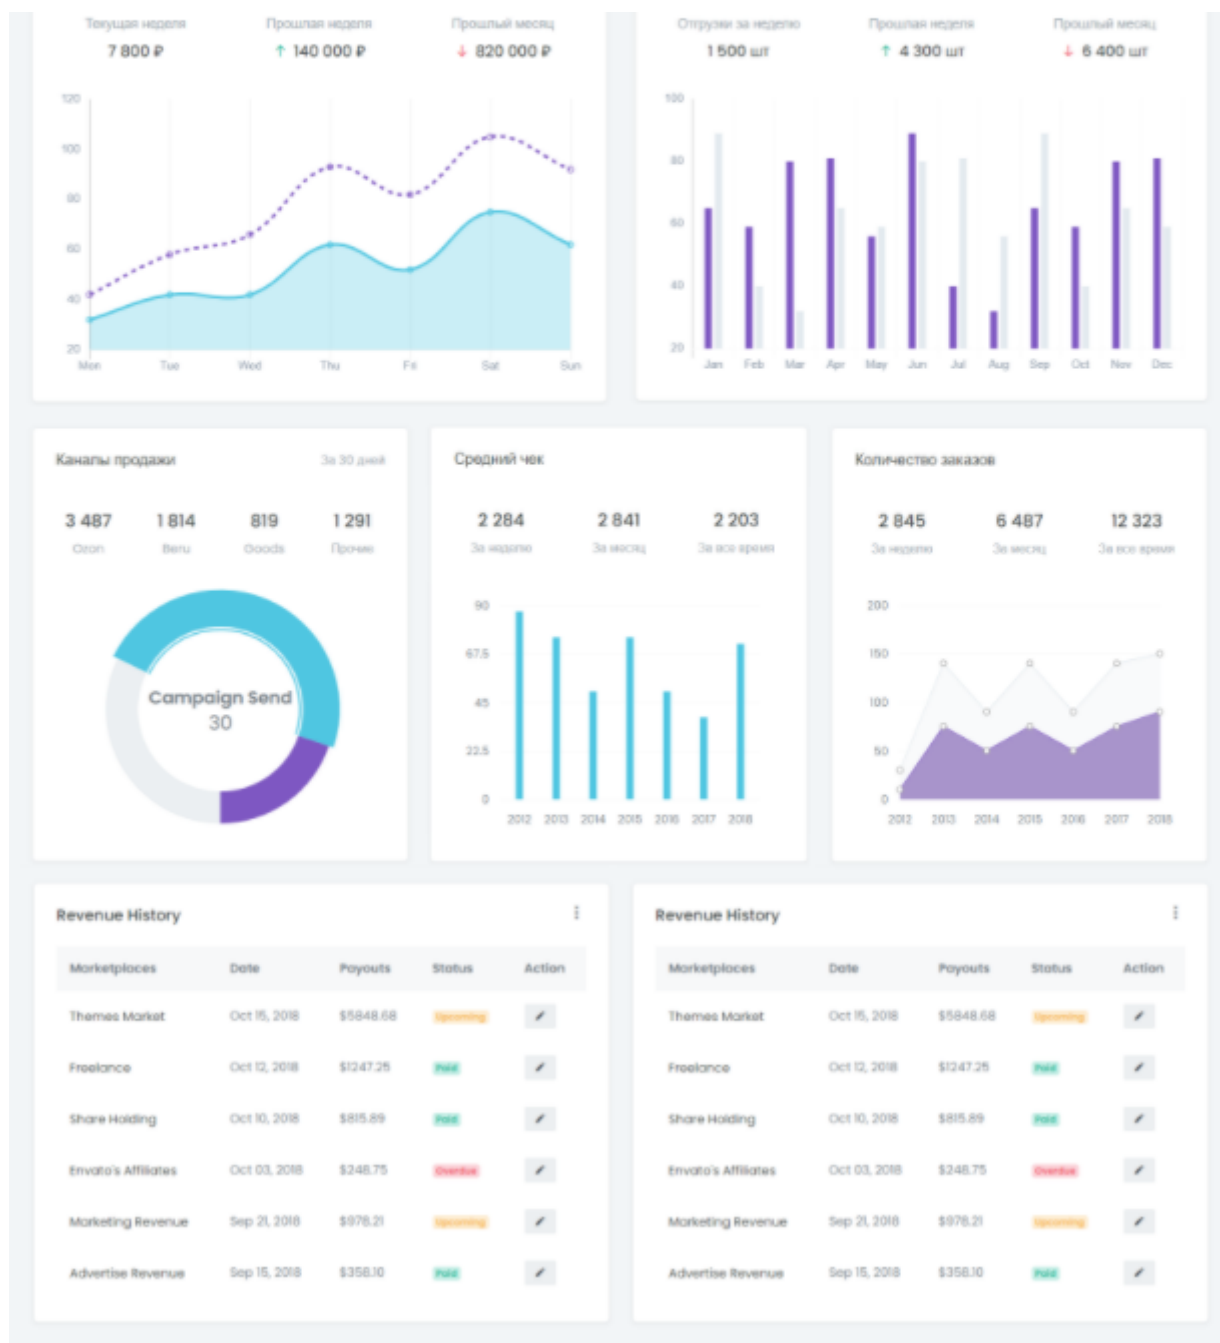 Текущая неделя Прошлая неделя Прошлый месяц
7 800 ₽ ↑ 140 000 ₽ ↓ 820 000 ₽
120
100
80
60
40
20
Mon Tue Wed Thu Fri Sat Sun
Отгрузки за неделю Прошлая неделя Прошлый месяц
1 500 шт ↑ 4 300 шт ↓ 6 400 шт
100
80
60
40
20
Jan Feb Mar Apr May Jun Jul Aug Sep Oct Nov Dec
Каналы продажи За 30 дней
3 487 1 814 819 1 291
Ozon Beru Goods Прочие
Campaign Send
30
Средний чек
2 284 2 841 2 203
За неделю За месяц За все время
90
67.5
45
22.5
0
2012 2013 2014 2015 2016 2017 2018
Количество заказов
2 845 6 487 12 323
За неделю За месяц За все время
200
150
100
50
0
2012 2013 2014 2015 2016 2017 2018
Revenue History
Marketplaces Date Payouts Status Action
Themes Market Oct 15, 2018 $5848.68 Upcoming
Freelance Oct 12, 2018 $1247.25 Paid
Share Holding Oct 10, 2018 $815.89 Paid
Envato's Affiliates Oct 03, 2018 $248.75 Overdue
Marketing Revenue Sep 21, 2018 $978.21 Upcoming
Advertise Revenue Sep 15, 2018 $358.10 Paid
Revenue History
Marketplaces Date Payouts Status Action
Themes Market Oct 15, 2018 $5848.68 Upcoming
Freelance Oct 12, 2018 $1247.25 Paid
Share Holding Oct 10, 2018 $815.89 Paid
Envato's Affiliates Oct 03, 2018 $248.75 Overdue
Marketing Revenue Sep 21, 2018 $978.21 Upcoming
Advertise Revenue Sep 15, 2018 $358.10 Paid